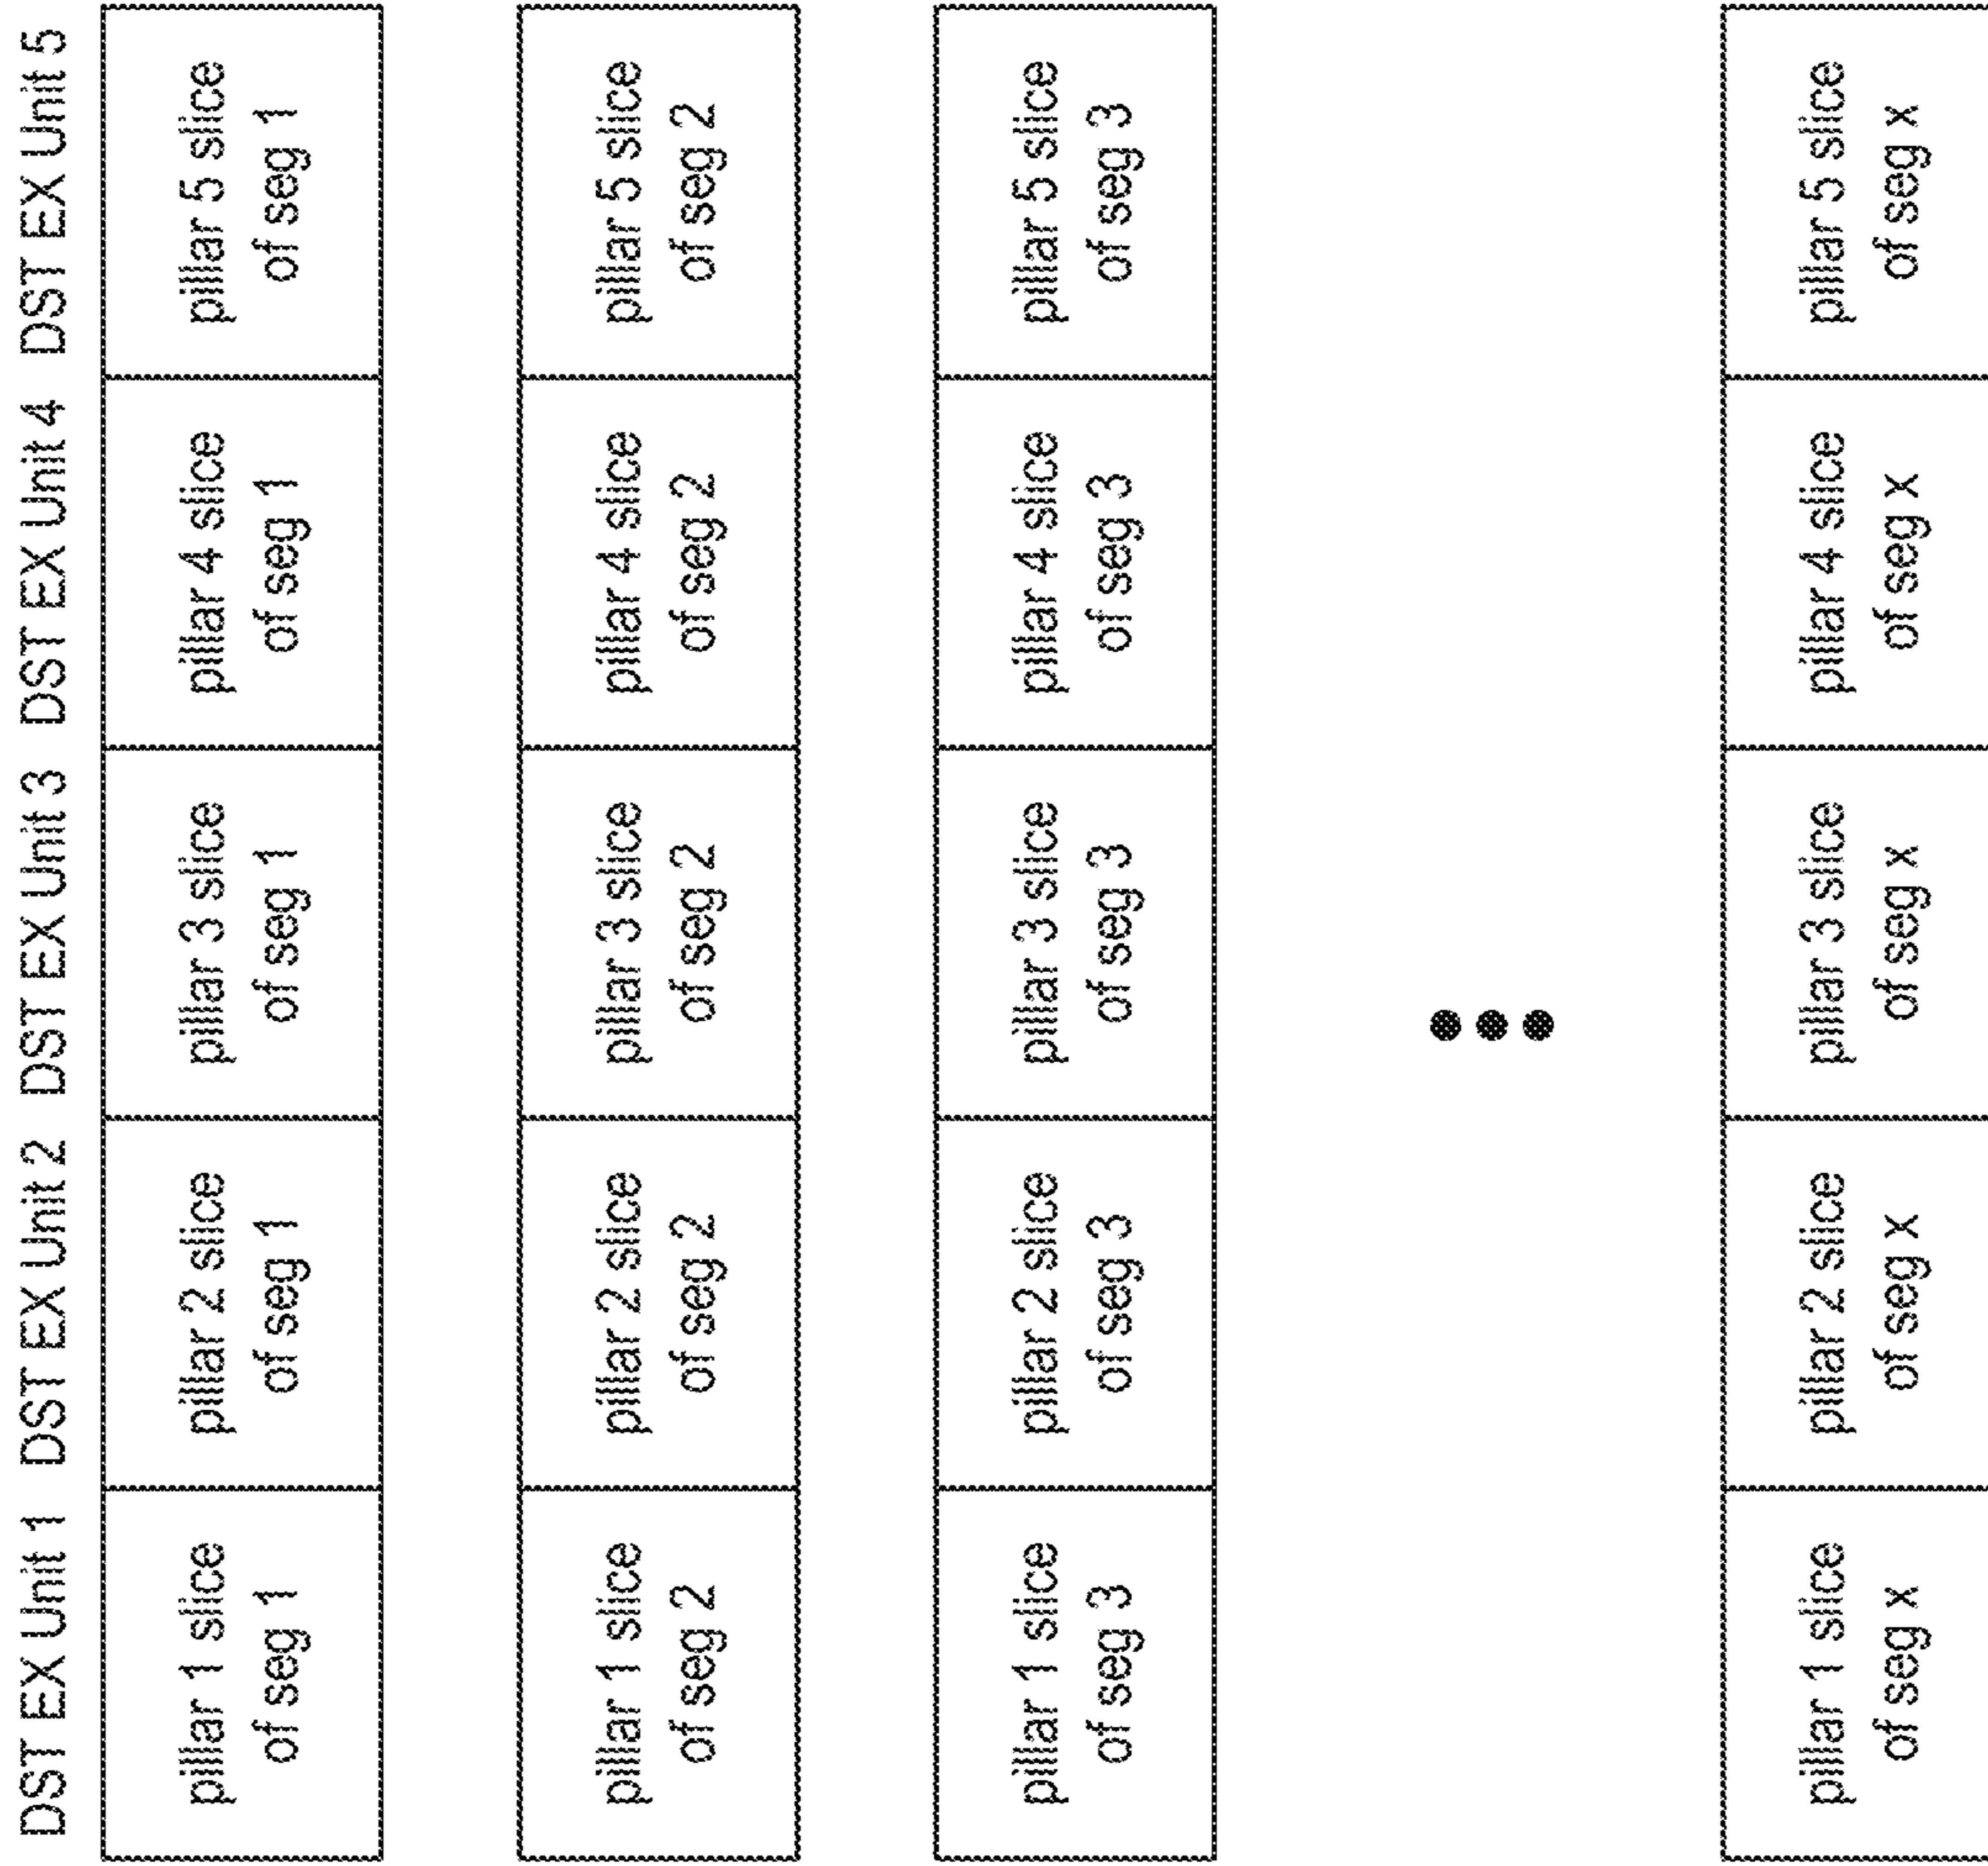 DST EX Unit 1 DST EX Unit 2 DST EX Unit 3 DST EX Unit 4 DST EX Unit 5
pillar 1 slice
of seg 1
pillar 2 slice
of seg 1
pillar 3 slice
of seg 1
pillar 4 slice
of seg 1
pillar 5 slice
of seg 1
pillar 1 slice
of seg 2
pillar 2 slice
of seg 2
pillar 3 slice
of seg 2
pillar 4 slice
of seg 2
pillar 5 slice
of seg 2
pillar 1 slice
of seg 3
pillar 2 slice
of seg 3
pillar 3 slice
of seg 3
pillar 4 slice
of seg 3
pillar 5 slice
of seg 3
pillar 1 slice
of seg x
pillar 2 slice
of seg x
pillar 3 slice
of seg x
pillar 4 slice
of seg x
pillar 5 slice
of seg x